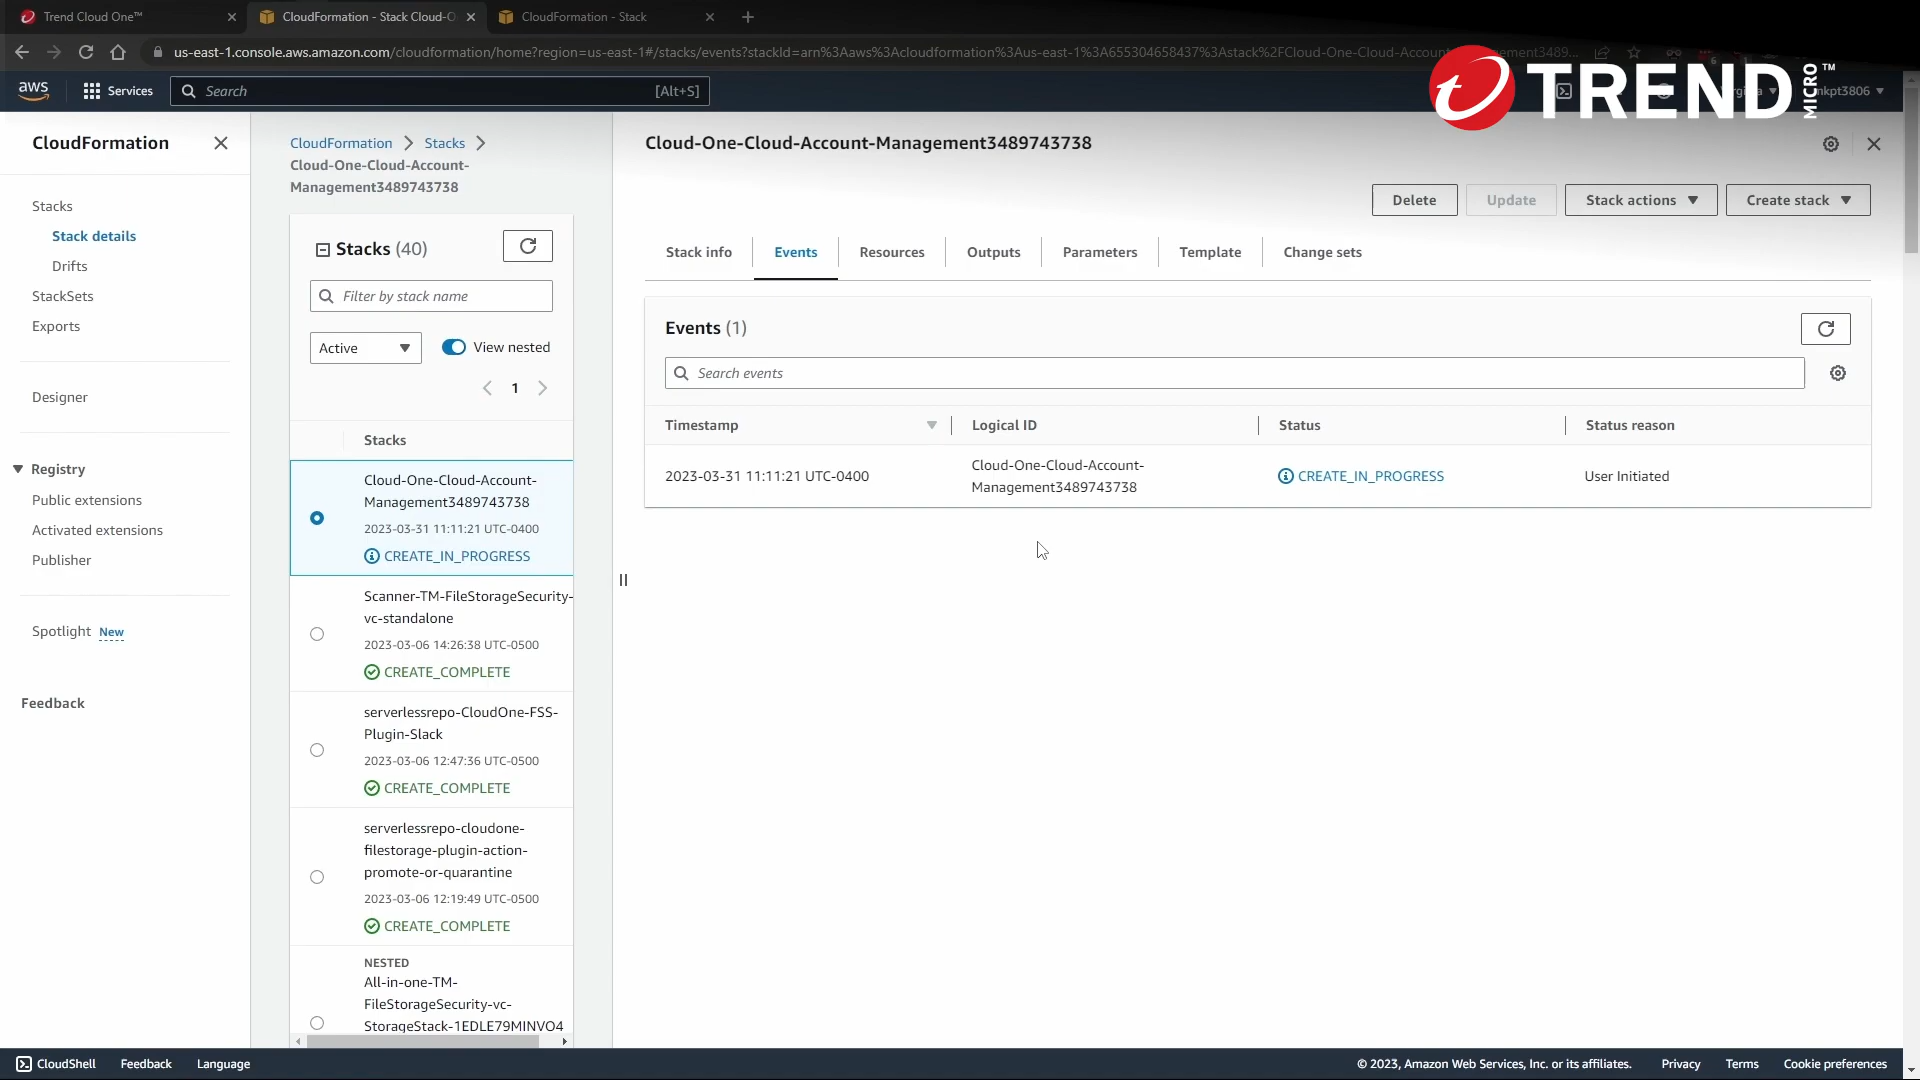 Trend Cloud One™
CloudFormation - Stack Cloud-O
CloudFormation - Stack
us-east-1.console.aws.amazon.com/cloudformation/home?region=us-east-1#/stacks/events?stackId=arn%3Aaws%3Acloudformation%3Aus-east-1%3A655304658437%3Astack%2FCloud-One-Cloud-Account-Management3489...
TREND MICRO™
aws
Services
Search
[Alt+S]
mkpt3806
CloudFormation
Stacks
Stack details
Drifts
StackSets
Exports
Designer
Registry
Public extensions
Activated extensions
Publisher
Spotlight New
Feedback
CloudFormation > Stacks >
Cloud-One-Cloud-Account-
Management3489743738
Stacks (40)
Filter by stack name
Active
View nested
1
Stacks
Cloud-One-Cloud-Account-
Management3489743738
2023-03-31 11:11:21 UTC-0400
CREATE_IN_PROGRESS
Scanner-TM-FileStorageSecurity-
vc-standalone
2023-03-06 14:26:38 UTC-0500
CREATE_COMPLETE
serverlessrepo-CloudOne-FSS-
Plugin-Slack
2023-03-06 12:47:36 UTC-0500
CREATE_COMPLETE
serverlessrepo-cloudone-
filestorage-plugin-action-
promote-or-quarantine
2023-03-06 12:19:49 UTC-0500
CREATE_COMPLETE
NESTED
All-in-one-TM-
FileStorageSecurity-vc-
StorageStack-1EDLE79MINVO4
Cloud-One-Cloud-Account-Management3489743738
Delete
Update
Stack actions
Create stack
Stack info
Events
Resources
Outputs
Parameters
Template
Change sets
Events (1)
Search events
Timestamp
Logical ID
Status
Status reason
2023-03-31 11:11:21 UTC-0400
Cloud-One-Cloud-Account-
Management3489743738
CREATE_IN_PROGRESS
User Initiated
CloudShell
Feedback
Language
© 2023, Amazon Web Services, Inc. or its affiliates.
Privacy
Terms
Cookie preferences